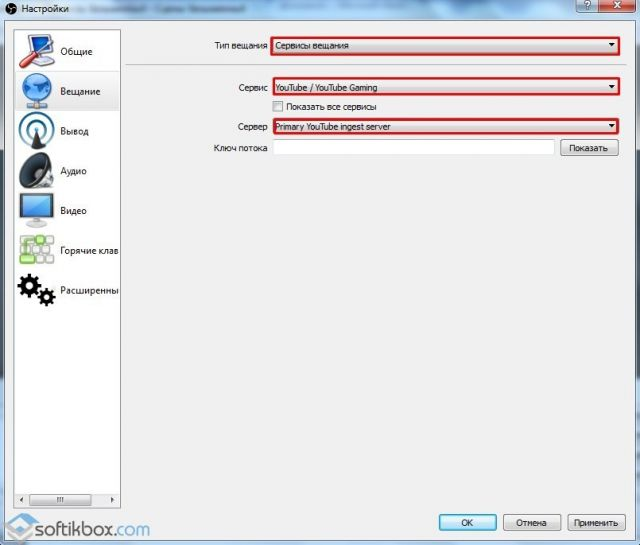 Настройки
Общие
Вещание
Вывод
Аудио
Видео
Горячие клав
Расширенны
Тип вещания
Сервисы вещания
Сервис
YouTube / YouTube Gaming
Показать все сервисы
Сервер
Primary YouTube ingest server
Ключ потока
Показать
OK
Отмена
Применить
softikbox.com